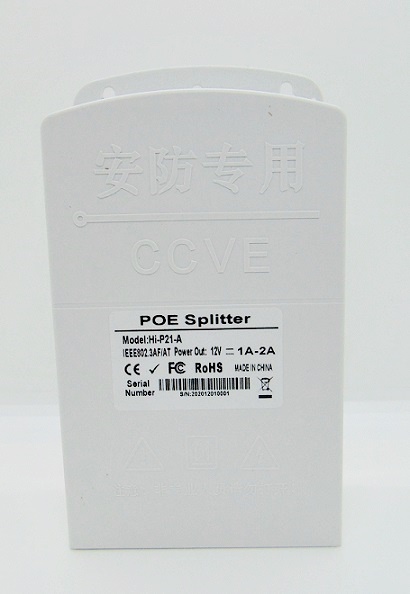 安防专用
CCVE
POE Splitter
Model:Hi-P21-A
IEEE802.3AF/AT Power Out: 12V ⎓ 1A-2A
CE ✓ FC RoHS MADE IN CHINA
Serial Number
S/N:202012010001